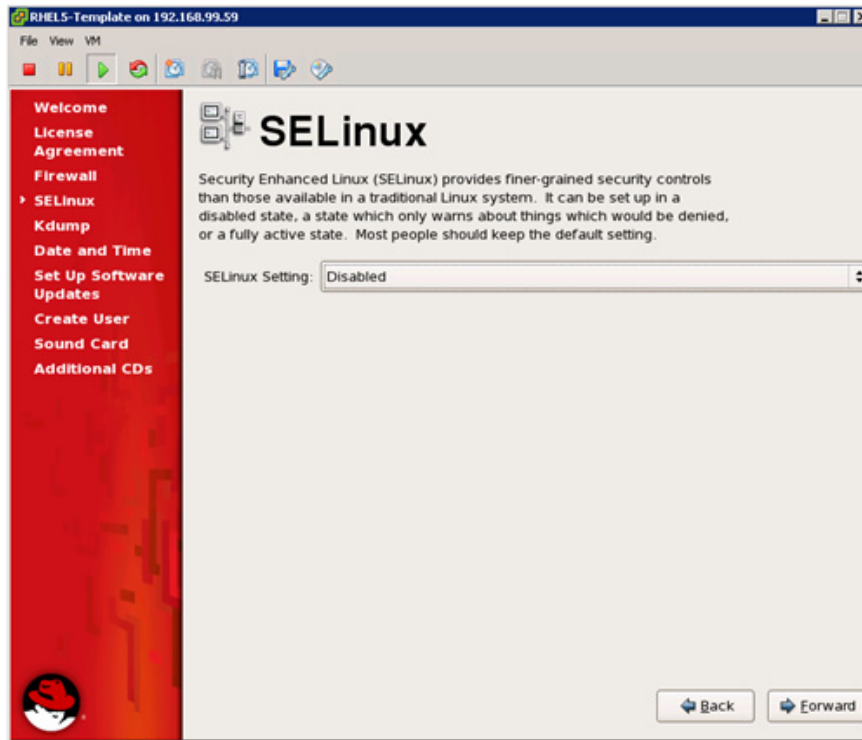 RHEL5-Template on 192.168.99.59
File View VM
Welcome
License
Agreement
Firewall
SELinux
Kdump
Date and Time
Set Up Software
Updates
Create User
Sound Card
Additional CDs
SELinux
Security Enhanced Linux (SELinux) provides finer-grained security controls
than those available in a traditional Linux system. It can be set up in a
disabled state, a state which only warns about things which would be denied,
or a fully active state. Most people should keep the default setting.
SELinux Setting: Disabled
Back Forward